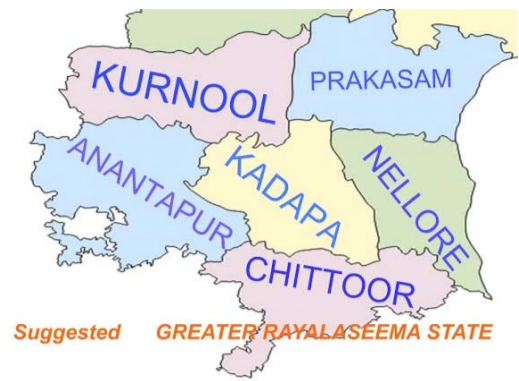 KURNOOL
PRAKASAM
ANANTAPUR
KADAPA
NELLORE
CHITTOOR
Suggested GREATER RAYALASEEMA STATE